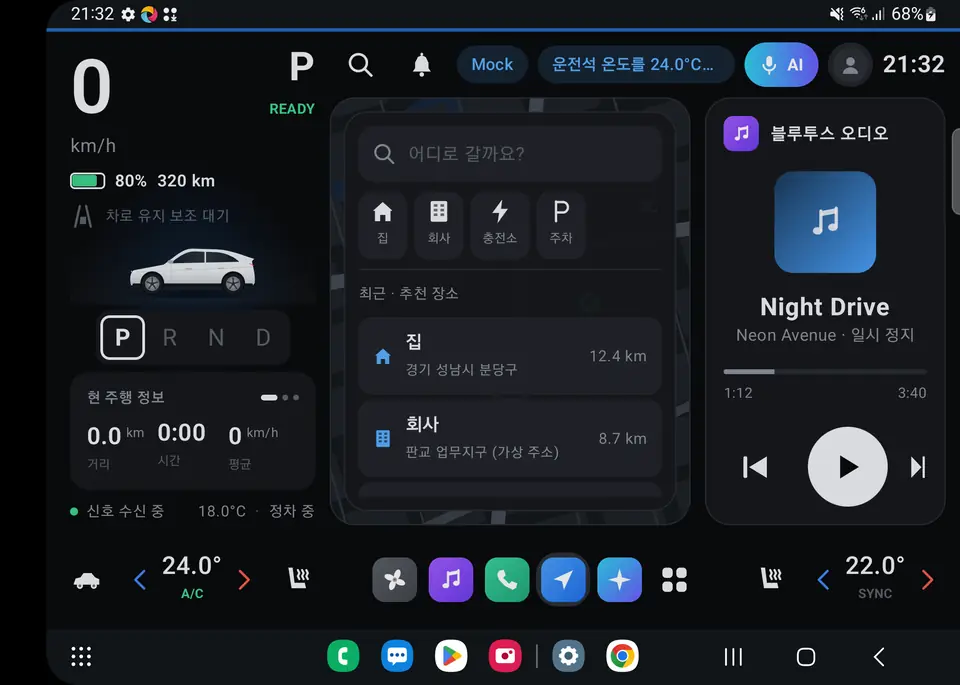 21:32
68%
0
P
READY
km/h
80% 320 km
차로 유지 보조 대기
P R N D
현 주행 정보
0.0 km 0:00 0 km/h
거리 시간 평균
신호 수신 중 18.0°C · 정차 중
Mock
운전석 온도를 24.0°C...
AI
21:32
어디로 갈까요?
P
집 회사 충전소 주차
최근 · 추천 장소
집
경기 성남시 분당구
12.4 km
회사
판교 업무지구 (가상 주소)
8.7 km
블루투스 오디오
Night Drive
Neon Avenue · 일시 정지
1:12 3:40
24.0°
A/C
22.0°
SYNC